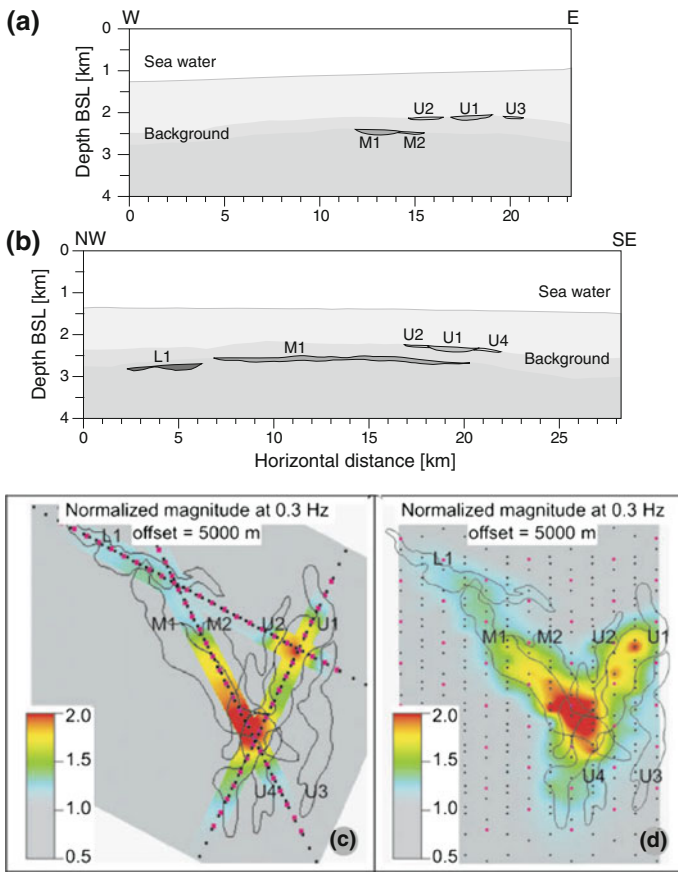 (a)
W E
0
1
2
3
4
Depth BSL [km]
Sea water
Background
U2 U1 U3
M1 M2
0 5 10 15 20
(b)
NW SE
0
1
2
3
4
Depth BSL [km]
Sea water
U2 U1 U4
L1 M1 Background
0 5 10 15 20 25
Horizontal distance [km]
Normalized magnitude at 0.3 Hz
offset = 5000 m
L1
M1 M2 U2 U1
2.0
1.5
1.0
0.5
U4 U3
(c)
Normalized magnitude at 0.3 Hz
offset = 5000 m
L1
M1 M2 U2 U1
2.0
1.5
1.0
0.5
U4 U3
(d)